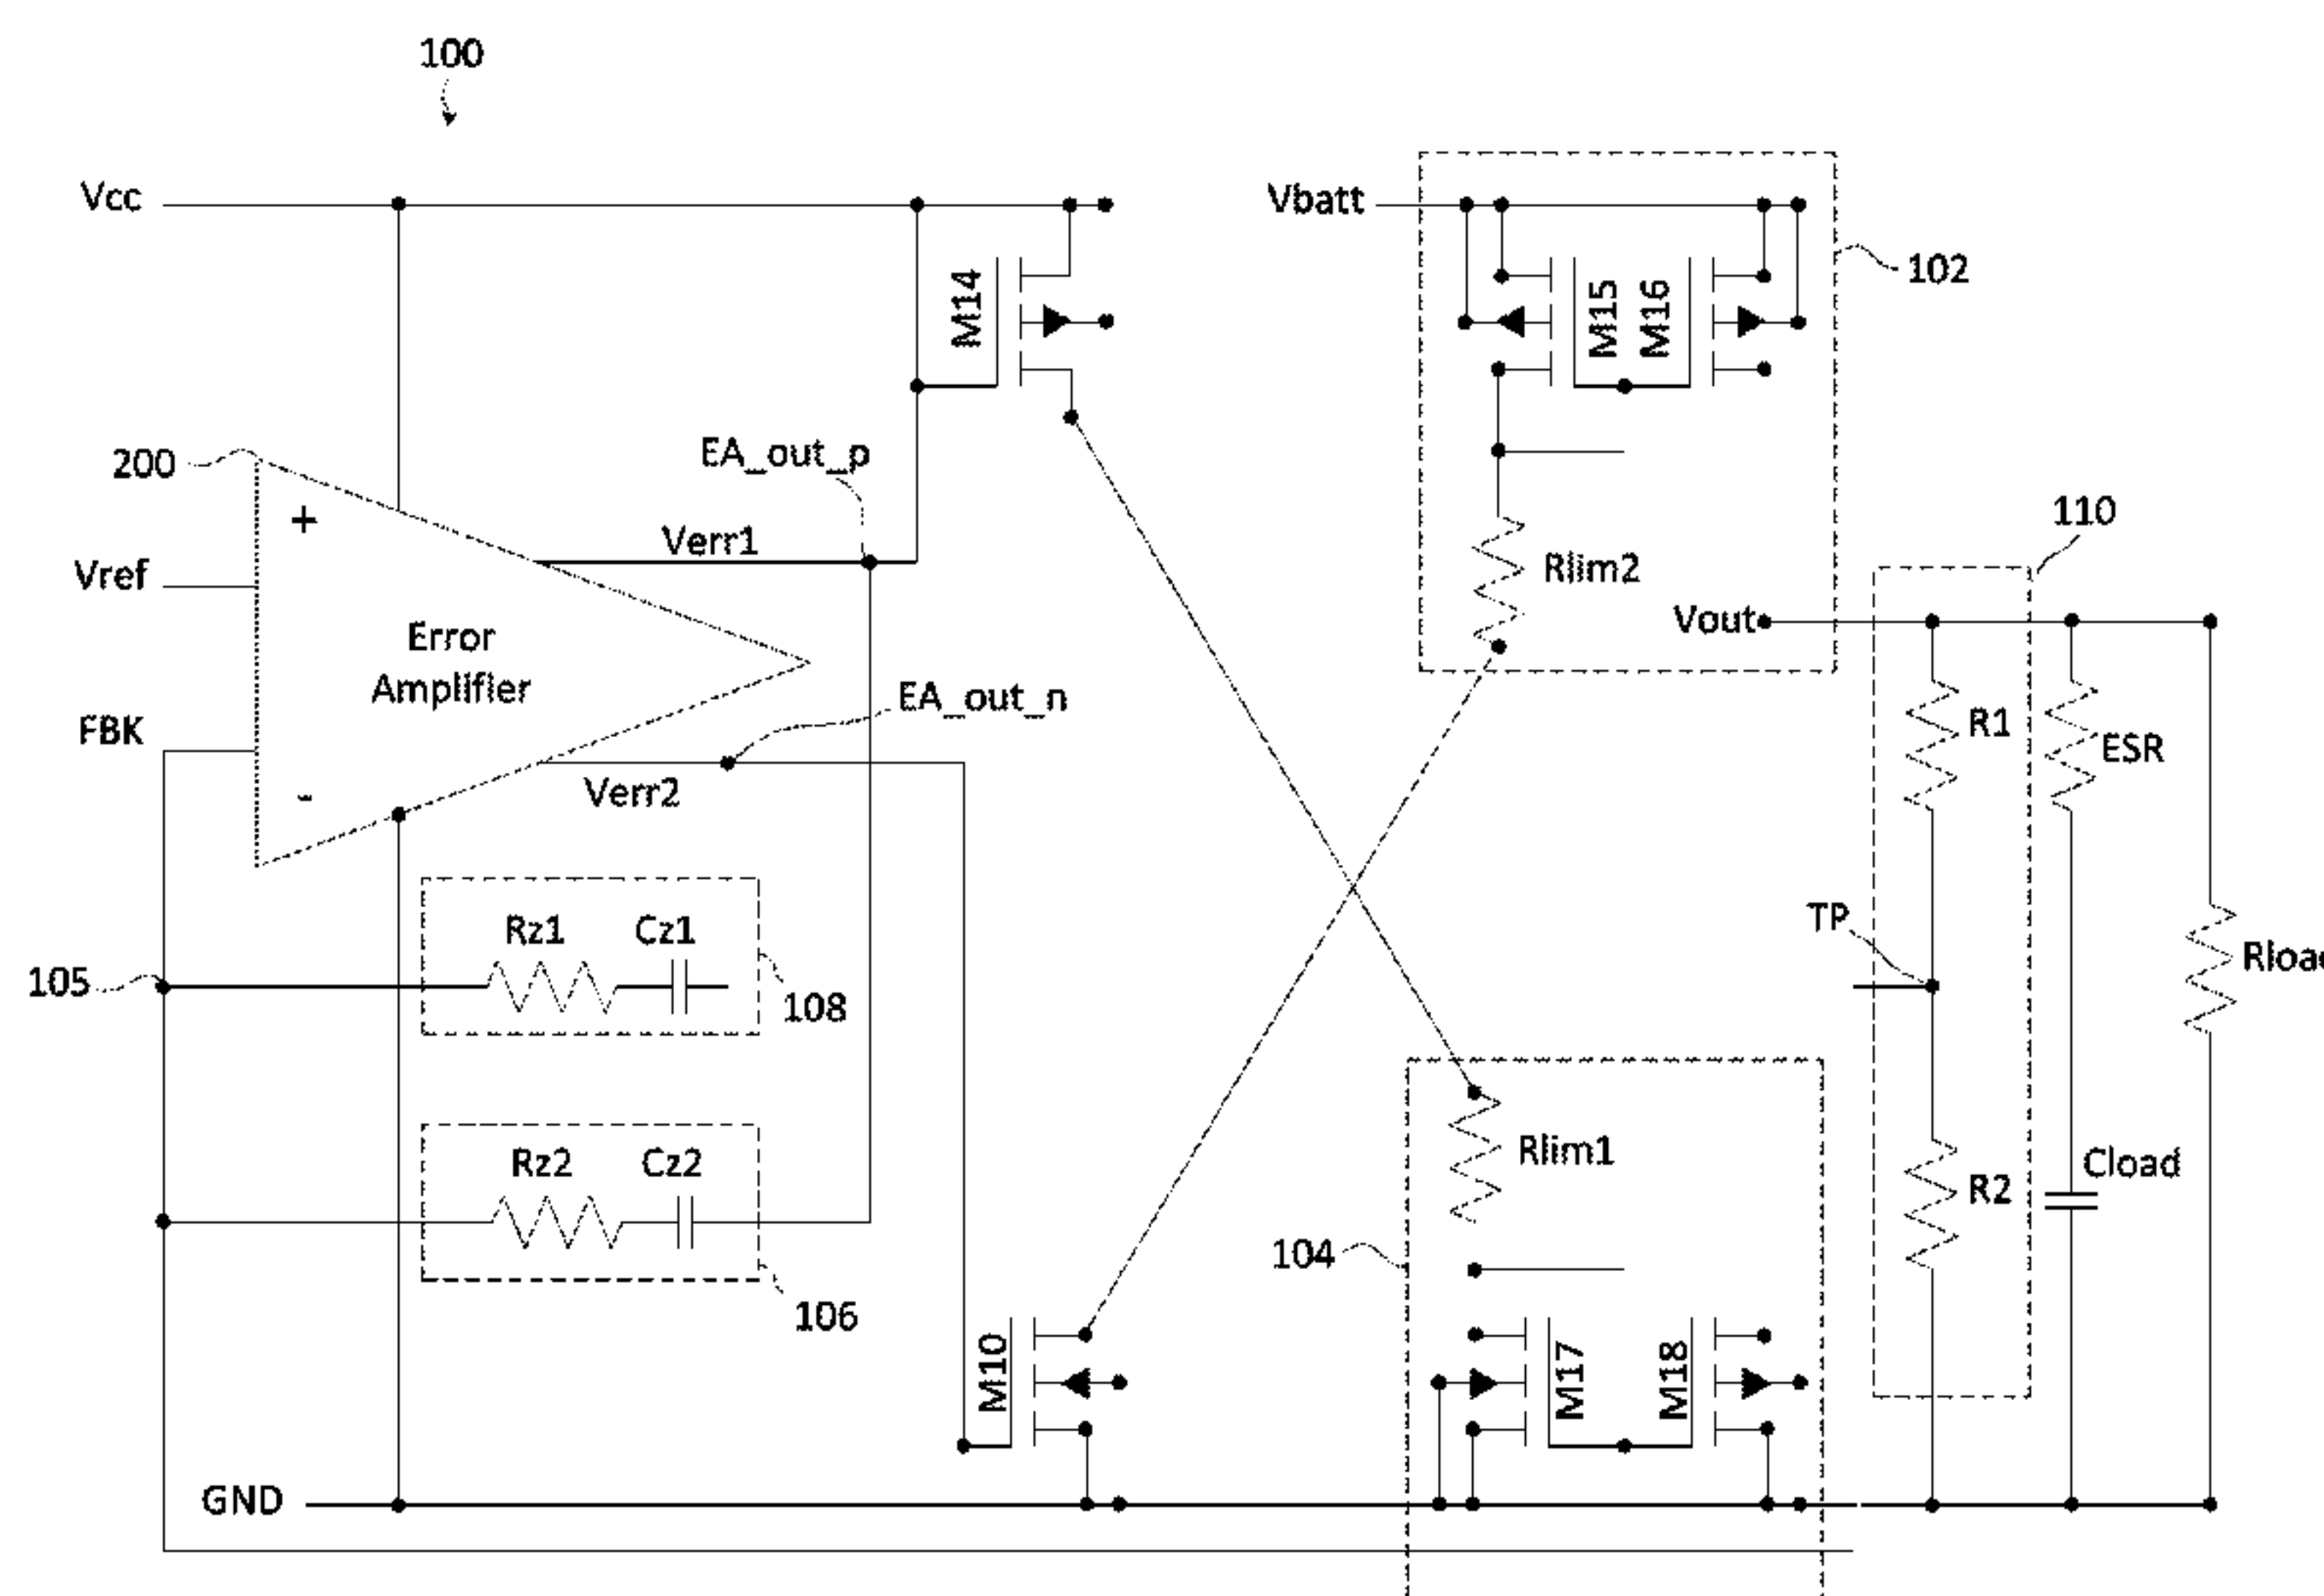 100
Vcc
Vbatt
M14
M15
M16
102
200
EA_out_p
110
Verr1
Vref
Rlim2
Error
Amplifier
Vout
FBK
EA_out_n
R1
ESR
Verr2
TP
Rz1
Cz1
105
108
Rload
Rlim1
Rz2
Cz2
Cload
R2
104
106
M10
M17
M18
GND